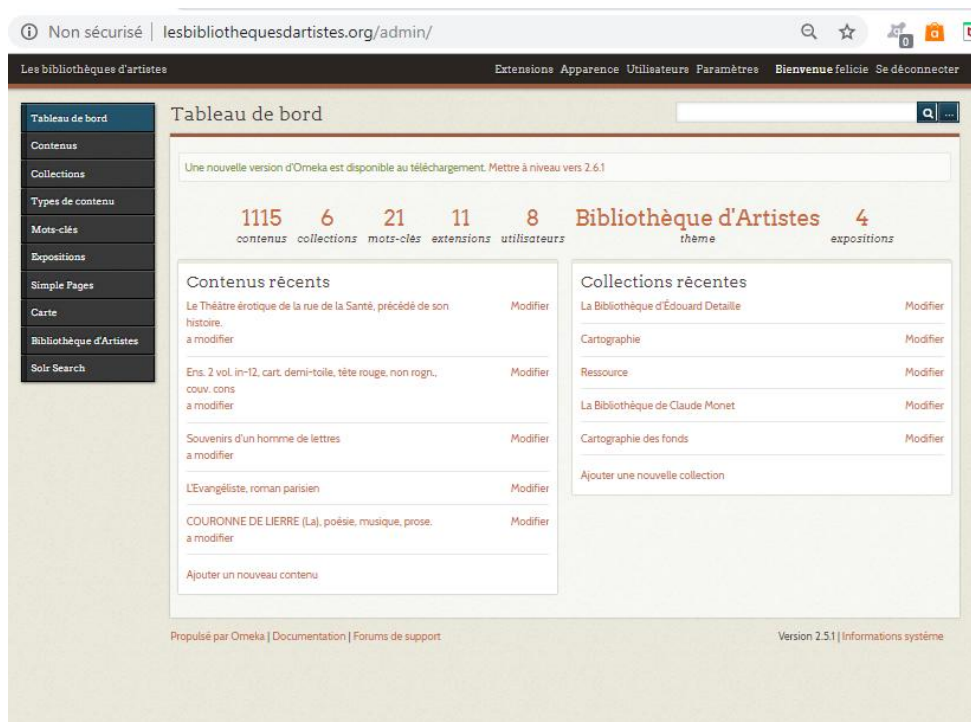 Non sécurisé | lesbibliothequesdartistes.org/admin/
0
Les bibliothèques d'artistes
Extensions Apparence Utilisateurs Paramètres Bienvenue felicie Se déconnecter
Tableau de bord
Contenus
Collections
Types de contenu
Mots-clés
Expositions
Simple Pages
Carte
Bibliothèque d'Artistes
Solr Search
Tableau de bord
...
Une nouvelle version d'Omeka est disponible au téléchargement. Mettre à niveau vers 2.6.1
1115 6 21 11 8 Bibliothèque d'Artistes 4
contenus collections mots-clés extensions utilisateurs thème expositions
Contenus récents
Le Théâtre érotique de la rue de la Santé, précédé de son Modifier
histoire.
a modifier
Ens. 2 vol. in-12, cart. demi-toile, tête rouge, non rogn., Modifier
couv. cons
a modifier
Souvenirs d'un homme de lettres Modifier
a modifier
L'Evangéliste, roman parisien Modifier
COURONNE DE LIERRE (La), poésie, musique, prose. Modifier
a modifier
Ajouter un nouveau contenu
Collections récentes
La Bibliothèque d'Édouard Detaille Modifier
Cartographie Modifier
Ressource Modifier
La Bibliothèque de Claude Monet Modifier
Cartographie des fonds Modifier
Ajouter une nouvelle collection
Propulsé par Omeka | Documentation | Forums de support
Version 2.5.1 | Informations système